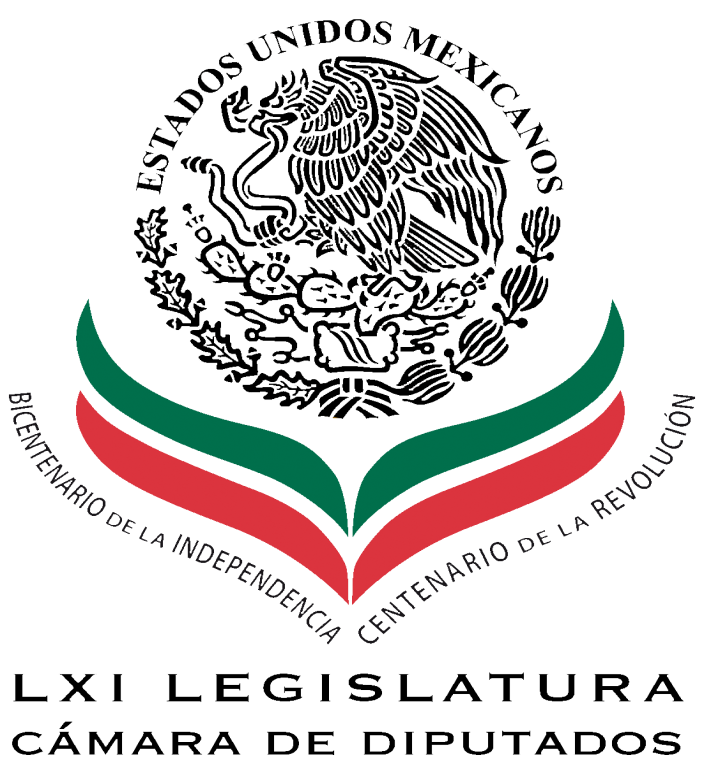 ESTADOS UNIDOS MEXICANOS
BICENTENARIO DE LA INDEPENDENCIA
CENTENARIO DE LA REVOLUCIÓN
LXI LEGISLATURA
CÁMARA DE DIPUTADOS